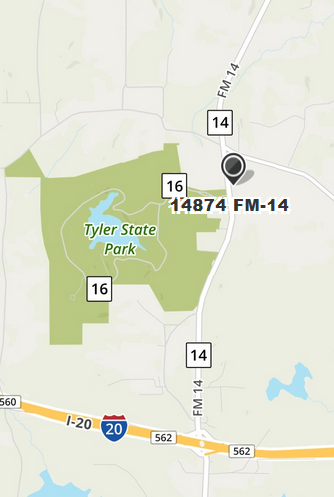 FM 14
14
16
14874 FM-14
Tyler State
Park
16
14
FM 14
560
I-20
20
562
562